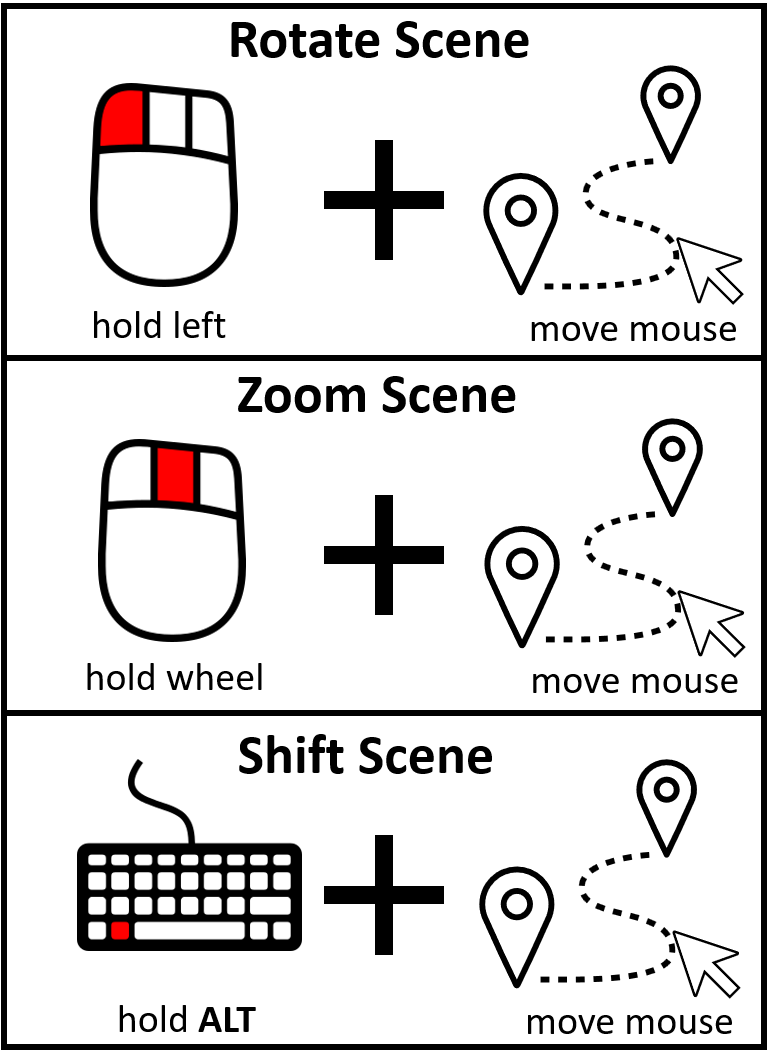 Rotate Scene
hold left
move mouse
Zoom Scene
hold wheel
move mouse
Shift Scene
hold ALT
move mouse